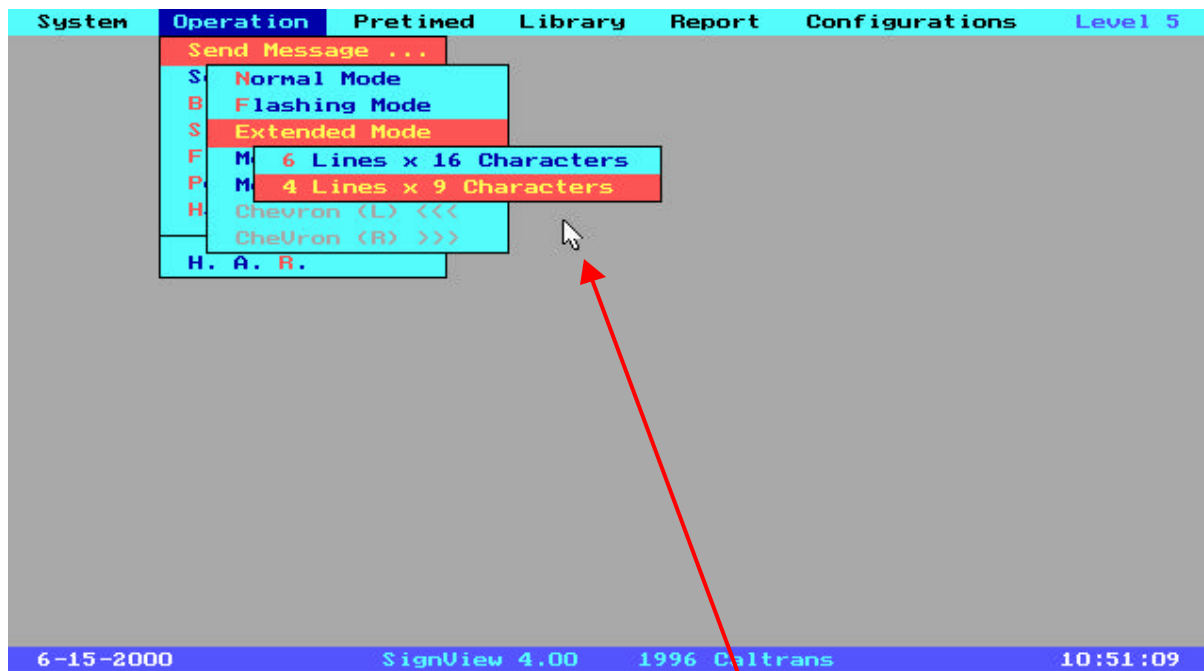 System Operation Pretimed Library Report Configurations Level 5
Send Message ...
Normal Mode
Flashing Mode
Extended Mode
6 Lines x 16 Characters
4 Lines x 9 Characters
Chevron (L) <<<
CheVron (R) >>>
H. A. R.
6-15-2000 SignView 4.00 1996 Caltrans 10:51:09